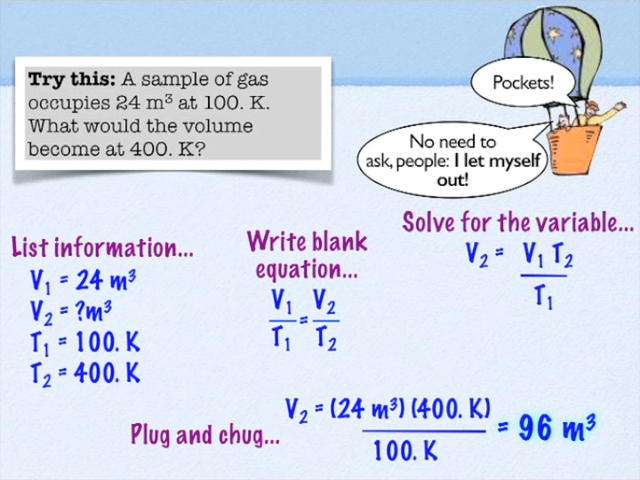 Try this: A sample of gas
occupies 24 m³ at 100. K.
What would the volume
become at 400. K?
Pockets!
No need to
ask, people: I let myself
out!
List information...
V₁ = 24 m³
V₂ = ?m³
T₁ = 100. K
T₂ = 400. K
Write blank
equation...
V₁ V₂
=
T₁ T₂
Solve for the variable...
V₂ = V₁ T₂
T₁
Plug and chug...
V₂ = (24 m³) (400. K)
100. K
= 96 m³